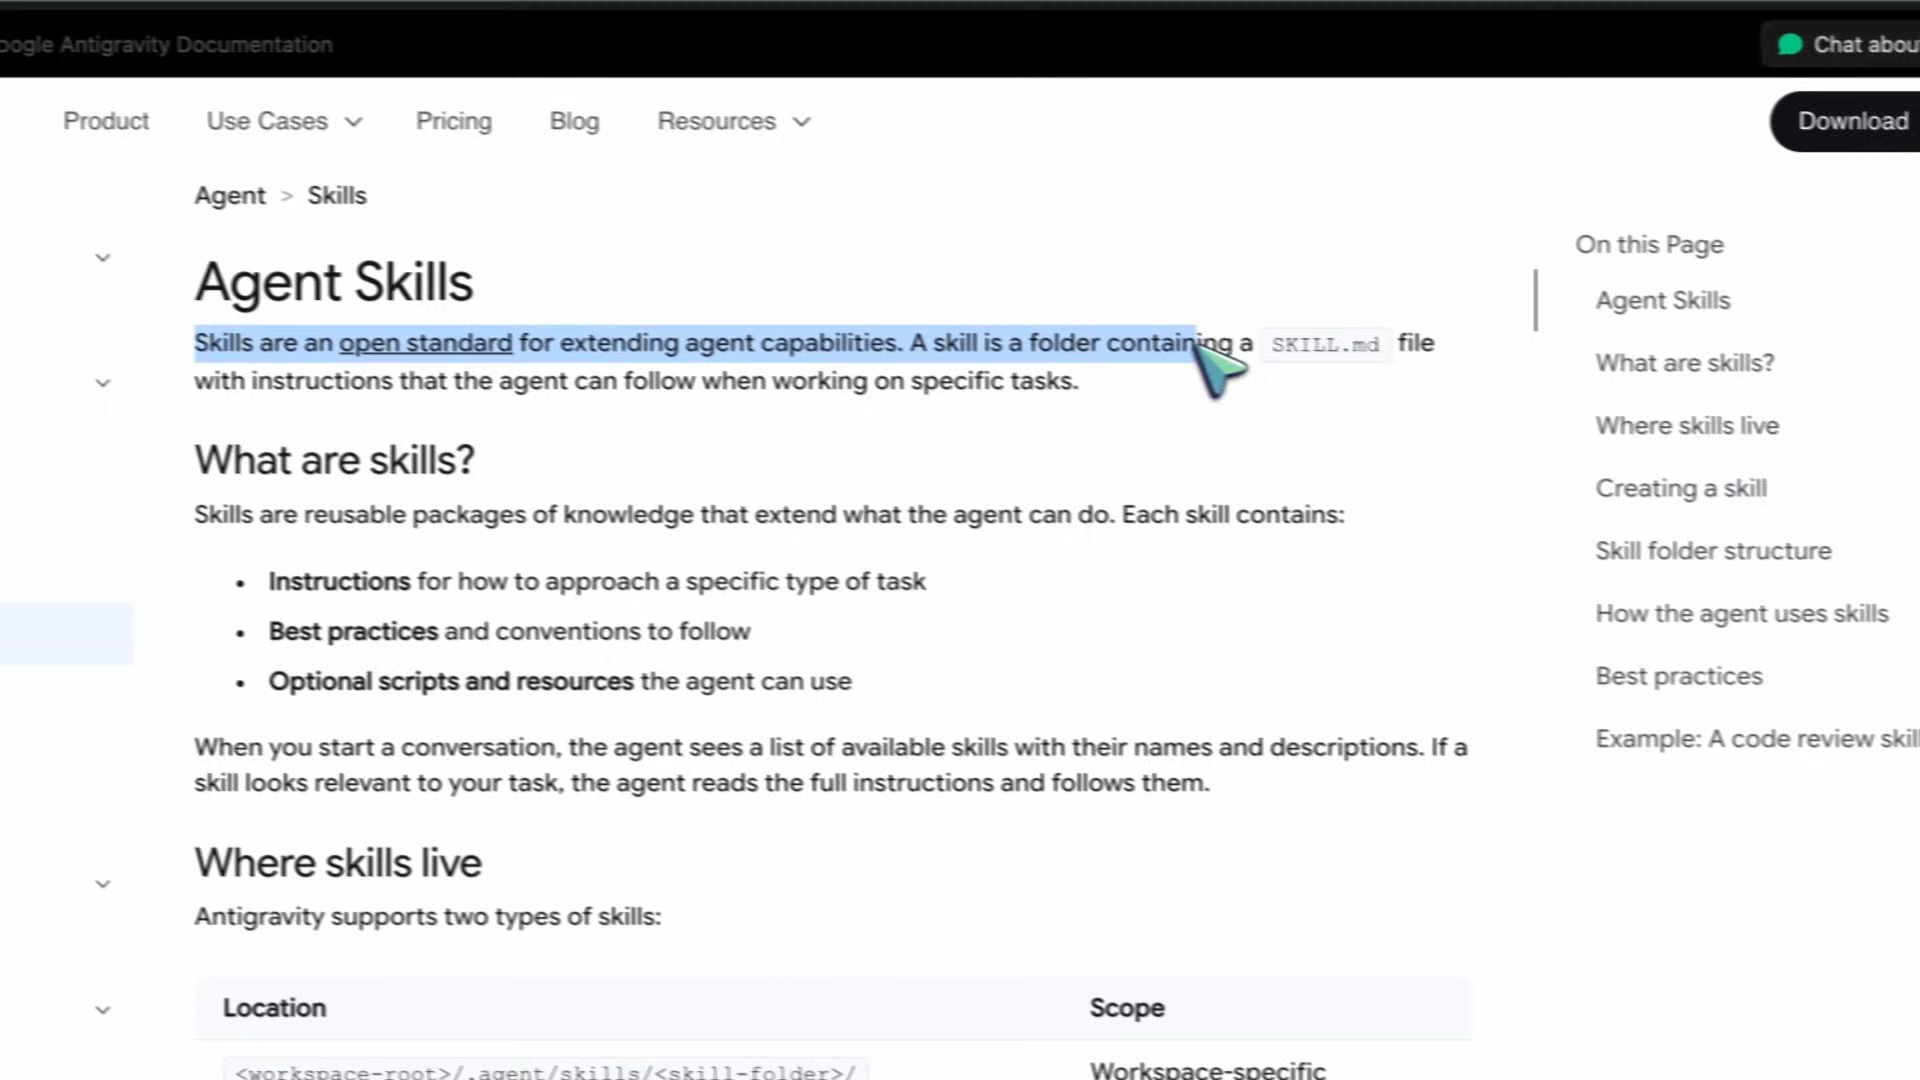 Antigravity Documentation
Chat
Product
Use Cases
Pricing
Blog
Resources
Download
Agent > Skills
Agent Skills
Skills are an open standard for extending agent capabilities. A skill is a folder containing a SKILL.md file
with instructions that the agent can follow when working on specific tasks.
What are skills?
Skills are reusable packages of knowledge that extend what the agent can do. Each skill contains:
• Instructions for how to approach a specific type of task
• Best practices and conventions to follow
• Optional scripts and resources the agent can use
When you start a conversation, the agent sees a list of available skills with their names and descriptions. If a
skill looks relevant to your task, the agent reads the full instructions and follows them.
Where skills live
Antigravity supports two types of skills:
Location
Scope
<workspace-root>/.agent/skills/<skill-folder>/
Workspace-specific
On this Page
Agent Skills
What are skills?
Where skills live
Creating a skill
Skill folder structure
How the agent uses skills
Best practices
Example: A code review skill